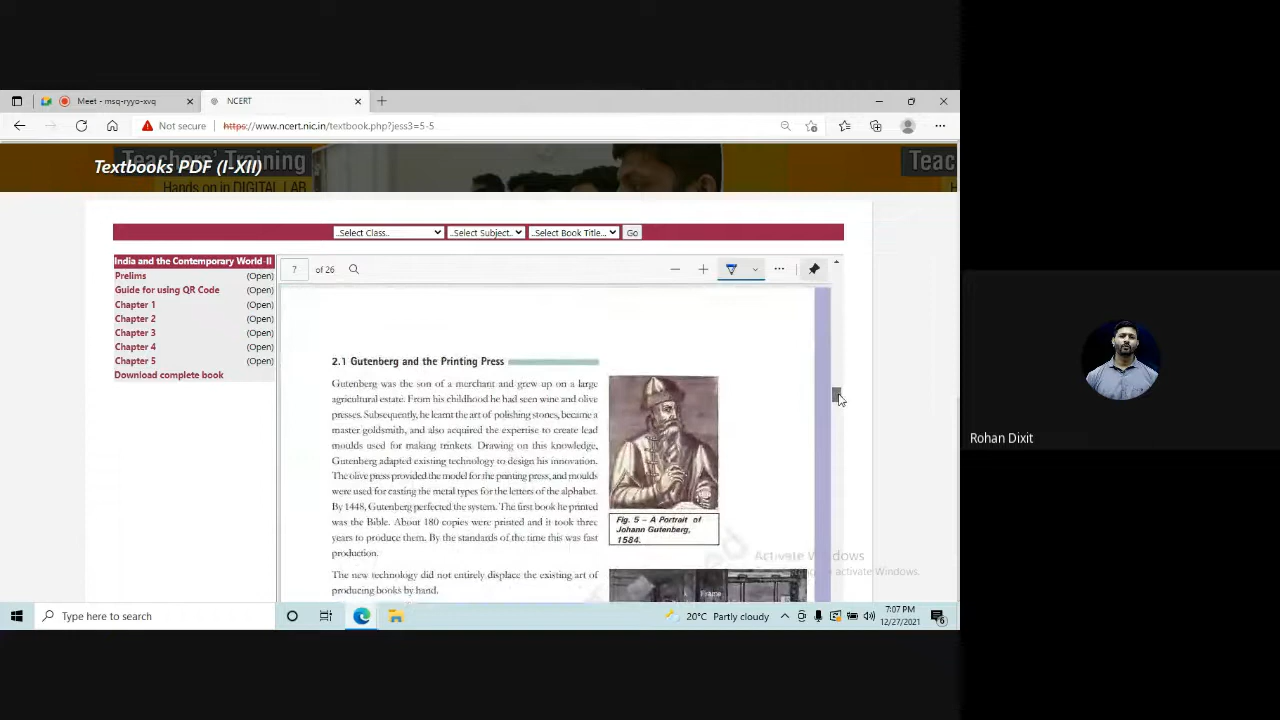 Meet - msq-ryyo-xvq
NCERT
Not secure
https://www.ncert.nic.in/textbook.php?jess3=5-5
Teachers' Training
Teac
Textbooks PDF (I-XII)
Hands on in DIGITAL LAB
..Select Class..
..Select Subject..
..Select Book Title...
Go
India and the Contemporary World-II
Prelims (Open)
Guide for using QR Code (Open)
Chapter 1 (Open)
Chapter 2 (Open)
Chapter 3 (Open)
Chapter 4 (Open)
Chapter 5 (Open)
Download complete book
7 of 26
2.1 Gutenberg and the Printing Press
Gutenberg was the son of a merchant and grew up on a large
agricultural estate. From his childhood he had seen wine and olive
presses. Subsequently, he learnt the art of polishing stones, became a
master goldsmith, and also acquired the expertise to create lead
moulds used for making trinkets. Drawing on this knowledge,
Gutenberg adapted existing technology to design his innovation.
The olive press provided the model for the printing press, and moulds
were used for casting the metal types for the letters of the alphabet.
By 1448, Gutenberg perfected the system. The first book he printed
was the Bible. About 180 copies were printed and it took three
years to produce them. By the standards of the time this was fast
production.
The new technology did not entirely displace the existing art of
producing books by hand.
Fig. 5 – A Portrait of
Johann Gutenberg,
1584.
Frame
Activate Windows
activate Windows.
Rohan Dixit
Type here to search
20°C Partly cloudy
7:07 PM
12/27/2021
6